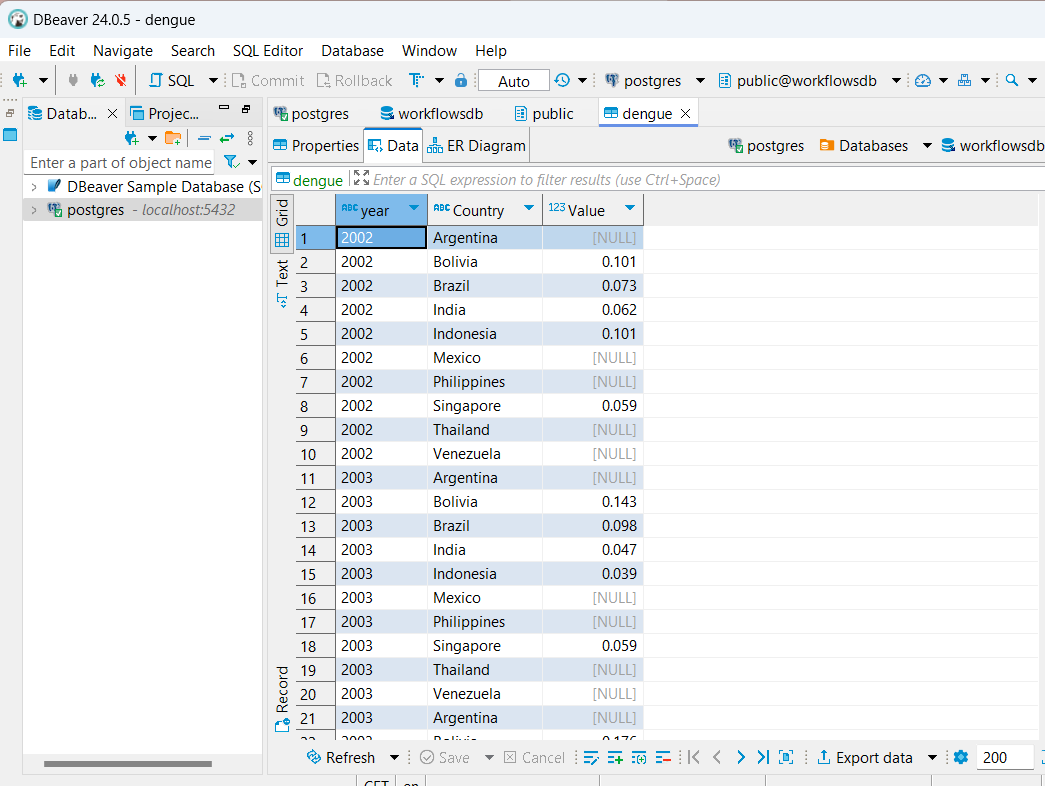 DBeaver 24.0.5 - dengue
File Edit Navigate Search SQL Editor Database Window Help
SQL Commit Rollback T Auto postgres public@workflowsdb
Datab... Projec... postgres workflowsdb public dengue
Properties Data ER Diagram postgres Databases workflowsdb
Enter a part of object name
DBeaver Sample Database (S
postgres - localhost:5432
dengue Enter a SQL expression to filter results (use Ctrl+Space)
Grid
Text
Record
ABC year ABC Country 123 Value
1 2002 Argentina [NULL]
2 2002 Bolivia 0.101
3 2002 Brazil 0.073
4 2002 India 0.062
5 2002 Indonesia 0.101
6 2002 Mexico [NULL]
7 2002 Philippines [NULL]
8 2002 Singapore 0.059
9 2002 Thailand [NULL]
10 2002 Venezuela [NULL]
11 2003 Argentina [NULL]
12 2003 Bolivia 0.143
13 2003 Brazil 0.098
14 2003 India 0.047
15 2003 Indonesia 0.039
16 2003 Mexico [NULL]
17 2003 Philippines [NULL]
18 2003 Singapore 0.059
19 2003 Thailand [NULL]
20 2003 Venezuela [NULL]
21 2003 Argentina [NULL]
Refresh Save Cancel Export data 200